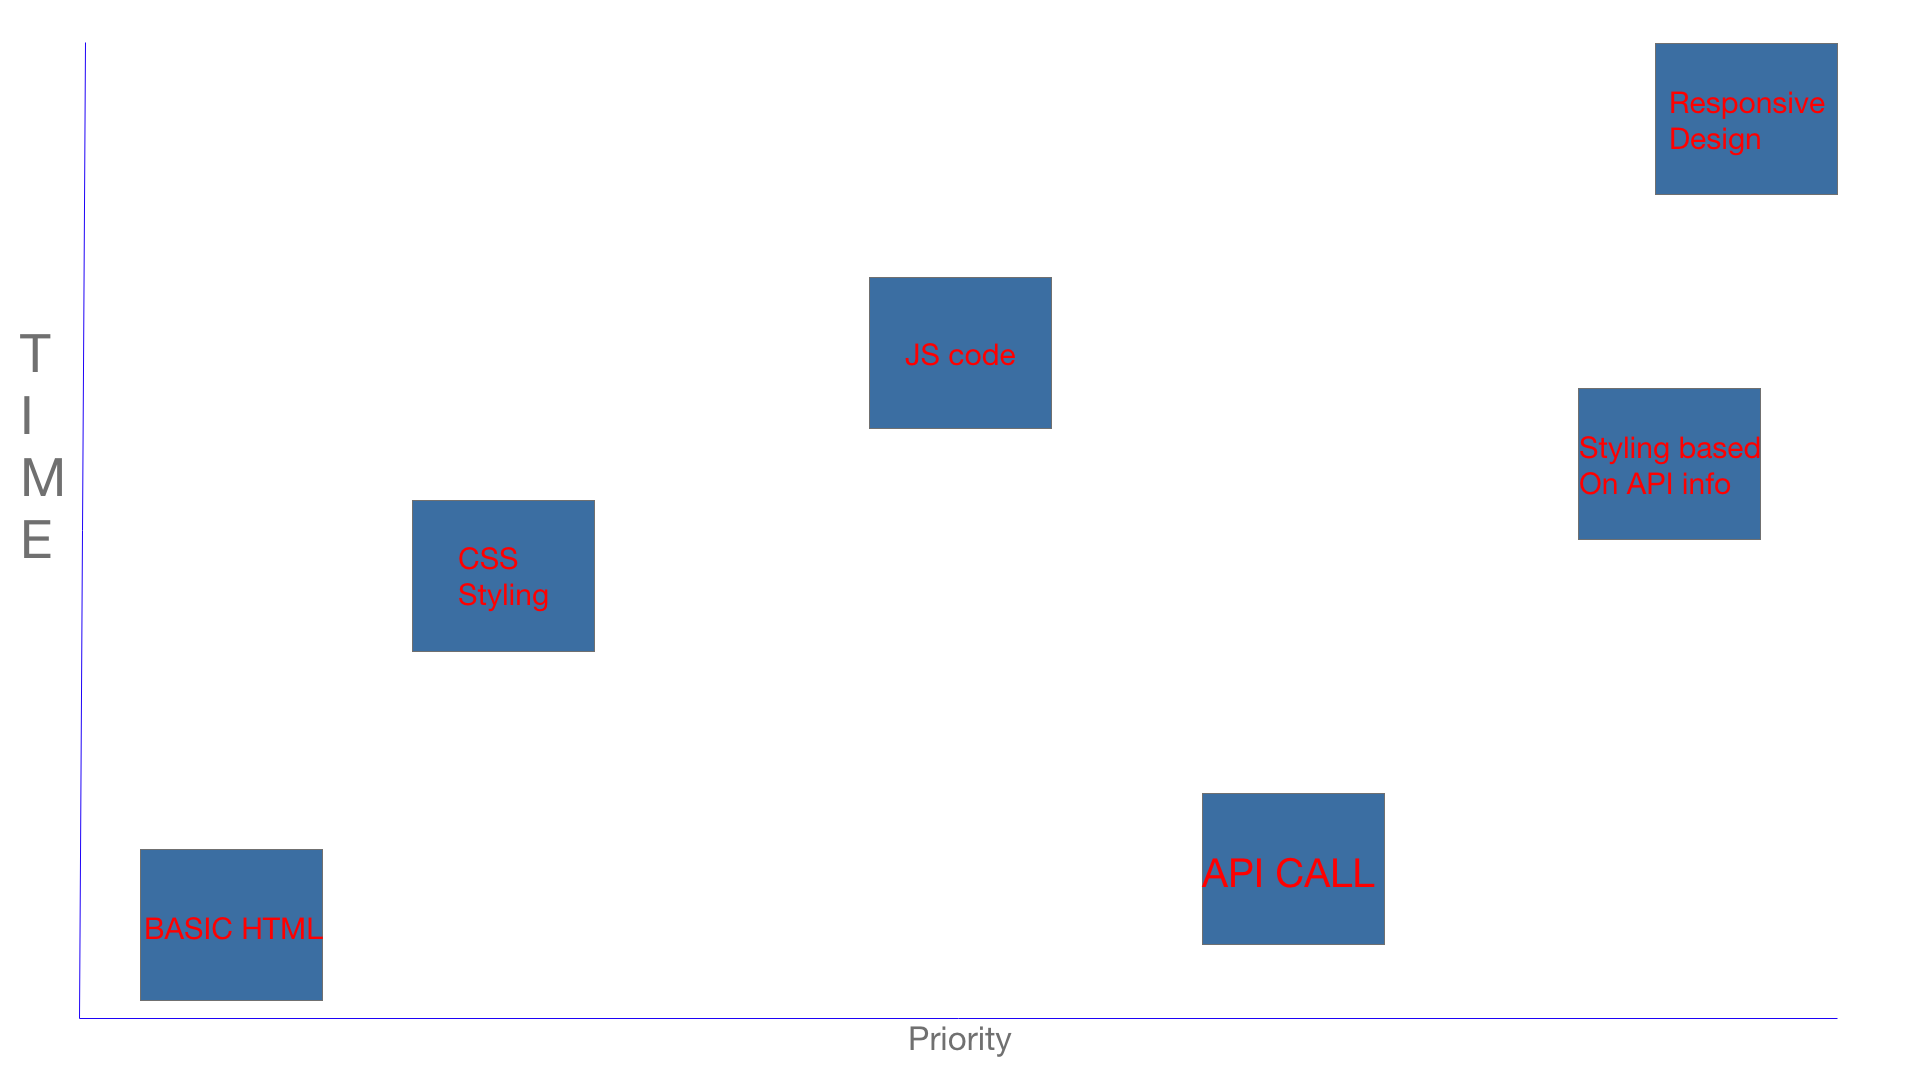 Responsive
Design
JS code
T
I
M
E
Styling based
On API info
CSS
Styling
API CALL
BASIC HTML
Priority